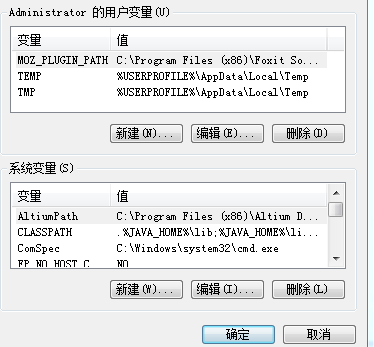 Administrator 的用户变量(U)
变量 值
MOZ_PLUGIN_PATH C:\Program Files (x86)\Foxit So...
TEMP %USERPROFILE%\AppData\Local\Temp
TMP %USERPROFILE%\AppData\Local\Temp
新建(N)... 编辑(E)... 删除(D)
系统变量(S)
变量 值
AltiumPath C:\Program Files (x86)\Altium D...
CLASSPATH .%JAVA_HOME%\lib;%JAVA_HOME%\li...
ComSpec C:\Windows\system32\cmd.exe
FP_NO_HOST_C... NO
新建(W)... 编辑(I)... 删除(L)
确定 取消